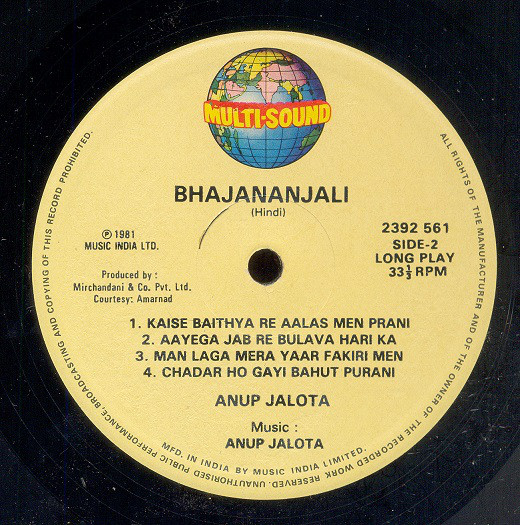 MULTI-SOUND
BHAJANANJALI
(Hindi)
℗ 1981
MUSIC INDIA LTD.
2392 561
SIDE-2
LONG PLAY
33⅓ RPM
Produced by :
Mirchandani & Co. Pvt. Ltd.
Courtesy: Amarnad
1. KAISE BAITHYA RE AALAS MEN PRANI
2. AAYEGA JAB RE BULAVA HARI KA
3. MAN LAGA MERA YAAR FAKIRI MEN
4. CHADAR HO GAYI BAHUT PURANI
ANUP JALOTA
Music :
ANUP JALOTA
MFD. IN INDIA BY MUSIC INDIA LIMITED.
ALL RIGHTS OF THE MANUFACTURER AND OF THE OWNER OF THE RECORDED WORK RESERVED. UNAUTHORISED PUBLIC PERFORMANCE, BROADCASTING AND COPYING OF THIS RECORD PROHIBITED.